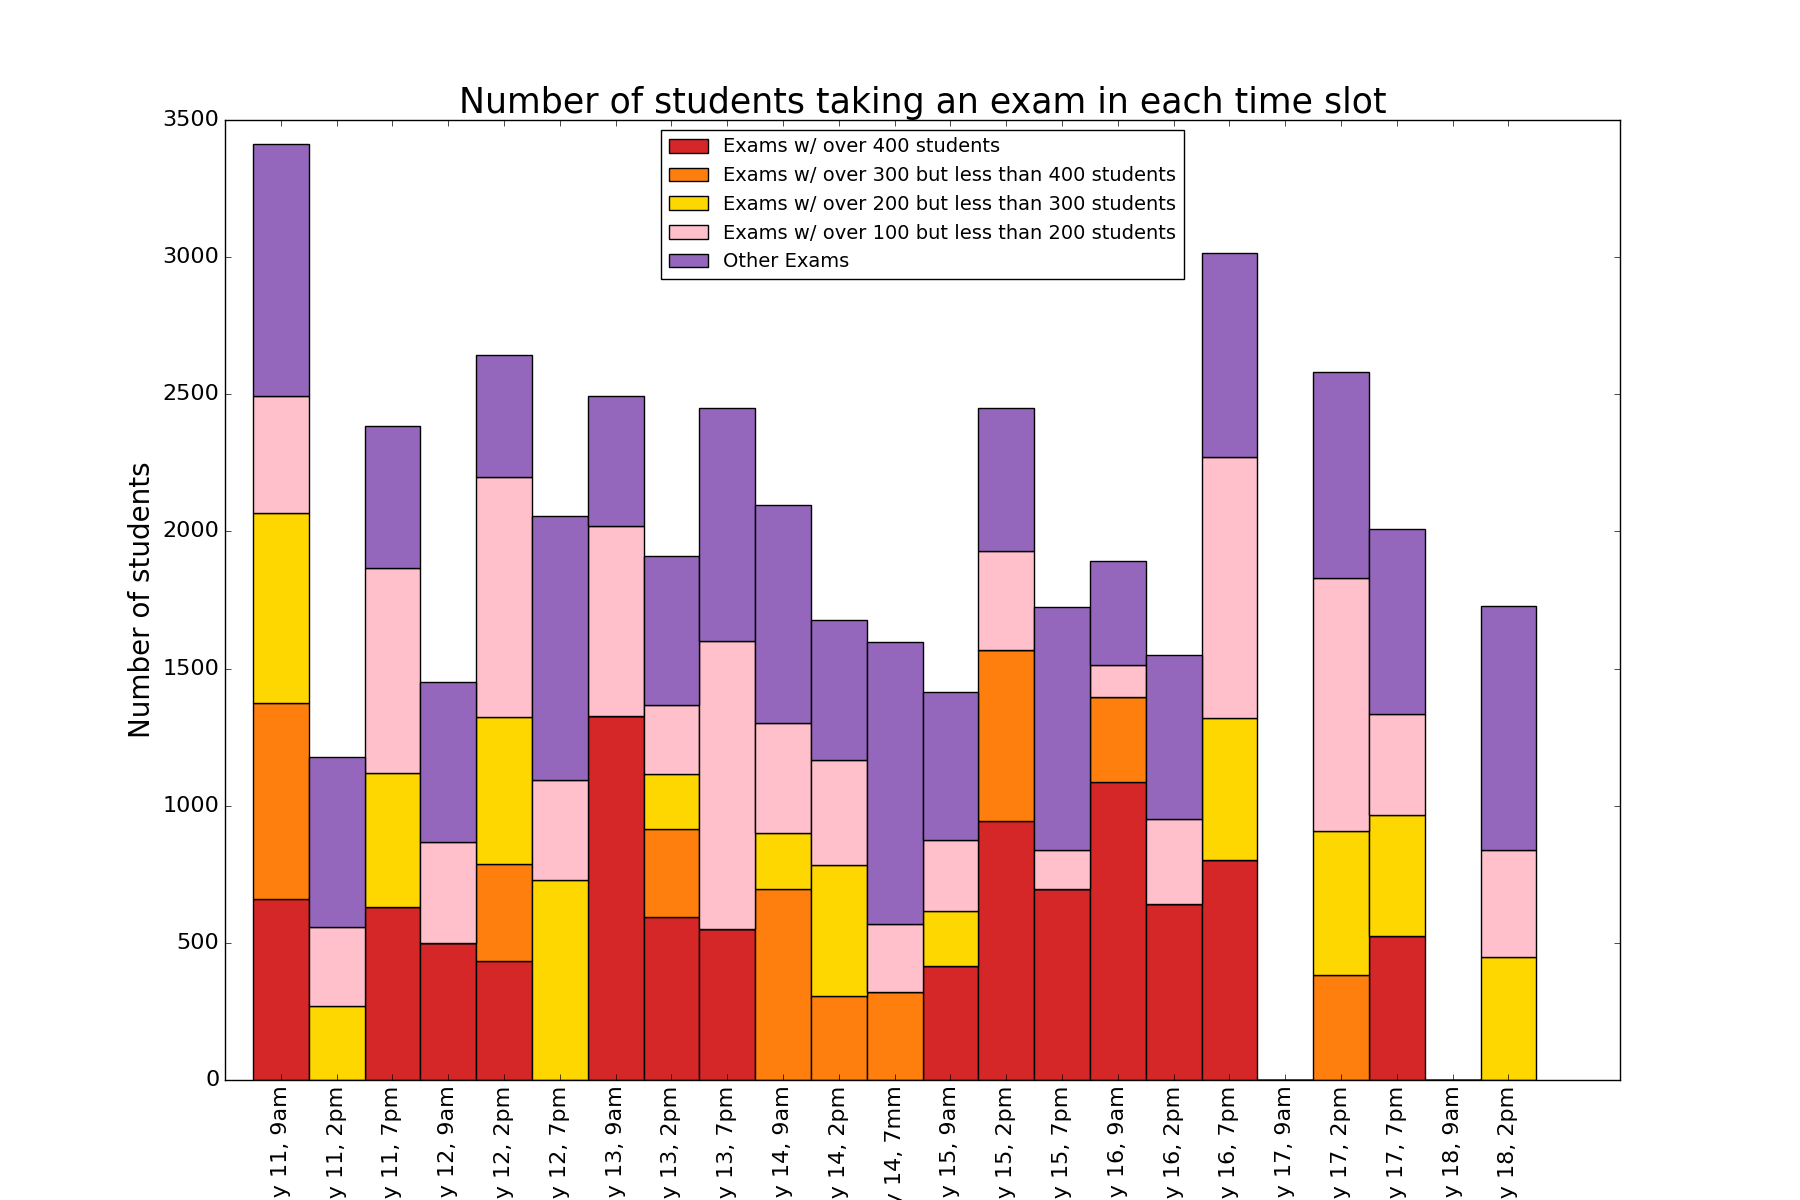 Number of students taking an exam in each time slot
Exams w/ over 400 students
Exams w/ over 300 but less than 400 students
Exams w/ over 200 but less than 300 students
Exams w/ over 100 but less than 200 students
Other Exams
Number of students
3500
3000
2500
2000
1500
1000
500
0
y 11, 9am
y 11, 2pm
y 11, 7pm
y 12, 9am
y 12, 2pm
y 12, 7pm
y 13, 9am
y 13, 2pm
y 13, 7pm
y 14, 9am
y 14, 2pm
y 14, 7mm
y 15, 9am
y 15, 2pm
y 15, 7pm
y 16, 9am
y 16, 2pm
y 16, 7pm
y 17, 9am
y 17, 2pm
y 17, 7pm
y 18, 9am
y 18, 2pm